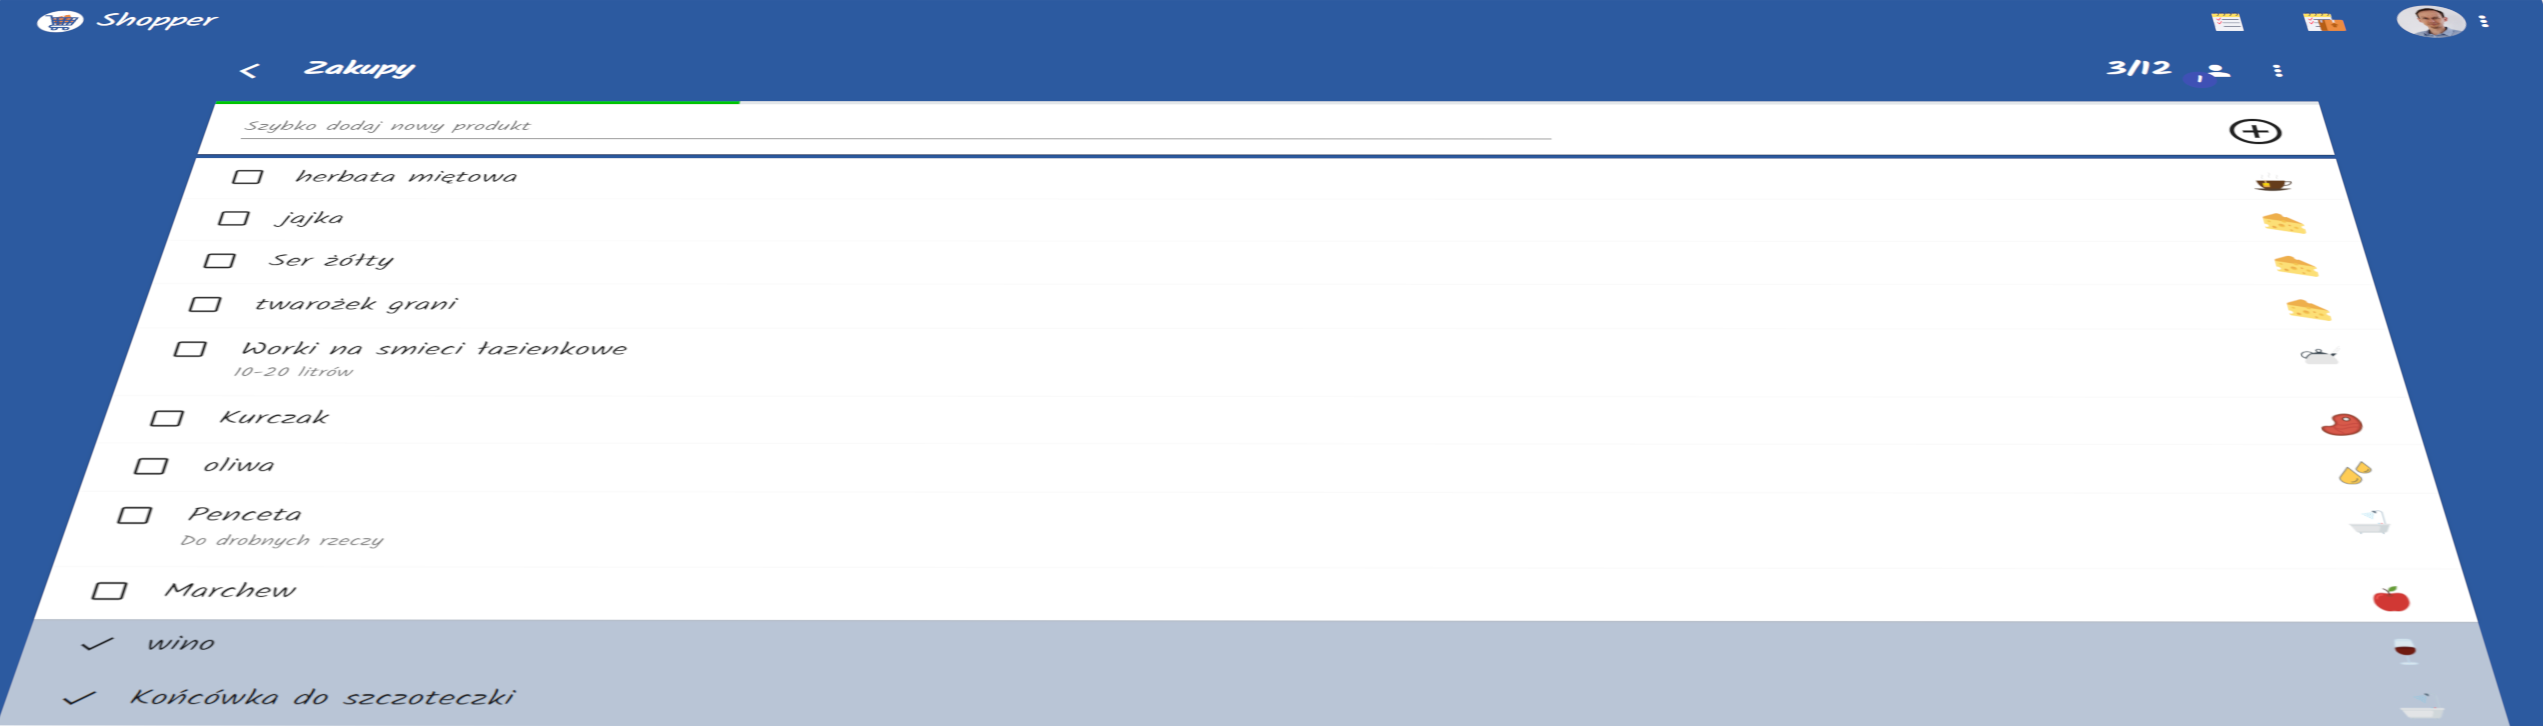 Shopper
Zakupy
3/12
1
Szybko dodaj nowy produkt
herbata miętowa
jajka
Ser żółty
twarożek grani
Worki na smieci łazienkowe
10-20 litrów
Kurczak
oliwa
Penceta
Do drobnych rzeczy
Marchew
wino
Końcówka do szczoteczki